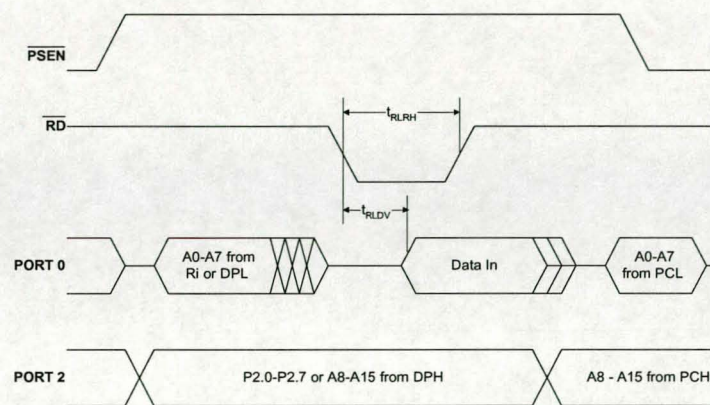 PSEN
RD
tRLRH
tRLDV
PORT 0
A0-A7 from
Ri or DPL
Data In
A0-A7
from PCL
PORT 2
P2.0-P2.7 or A8-A15 from DPH
A8 - A15 from PCH